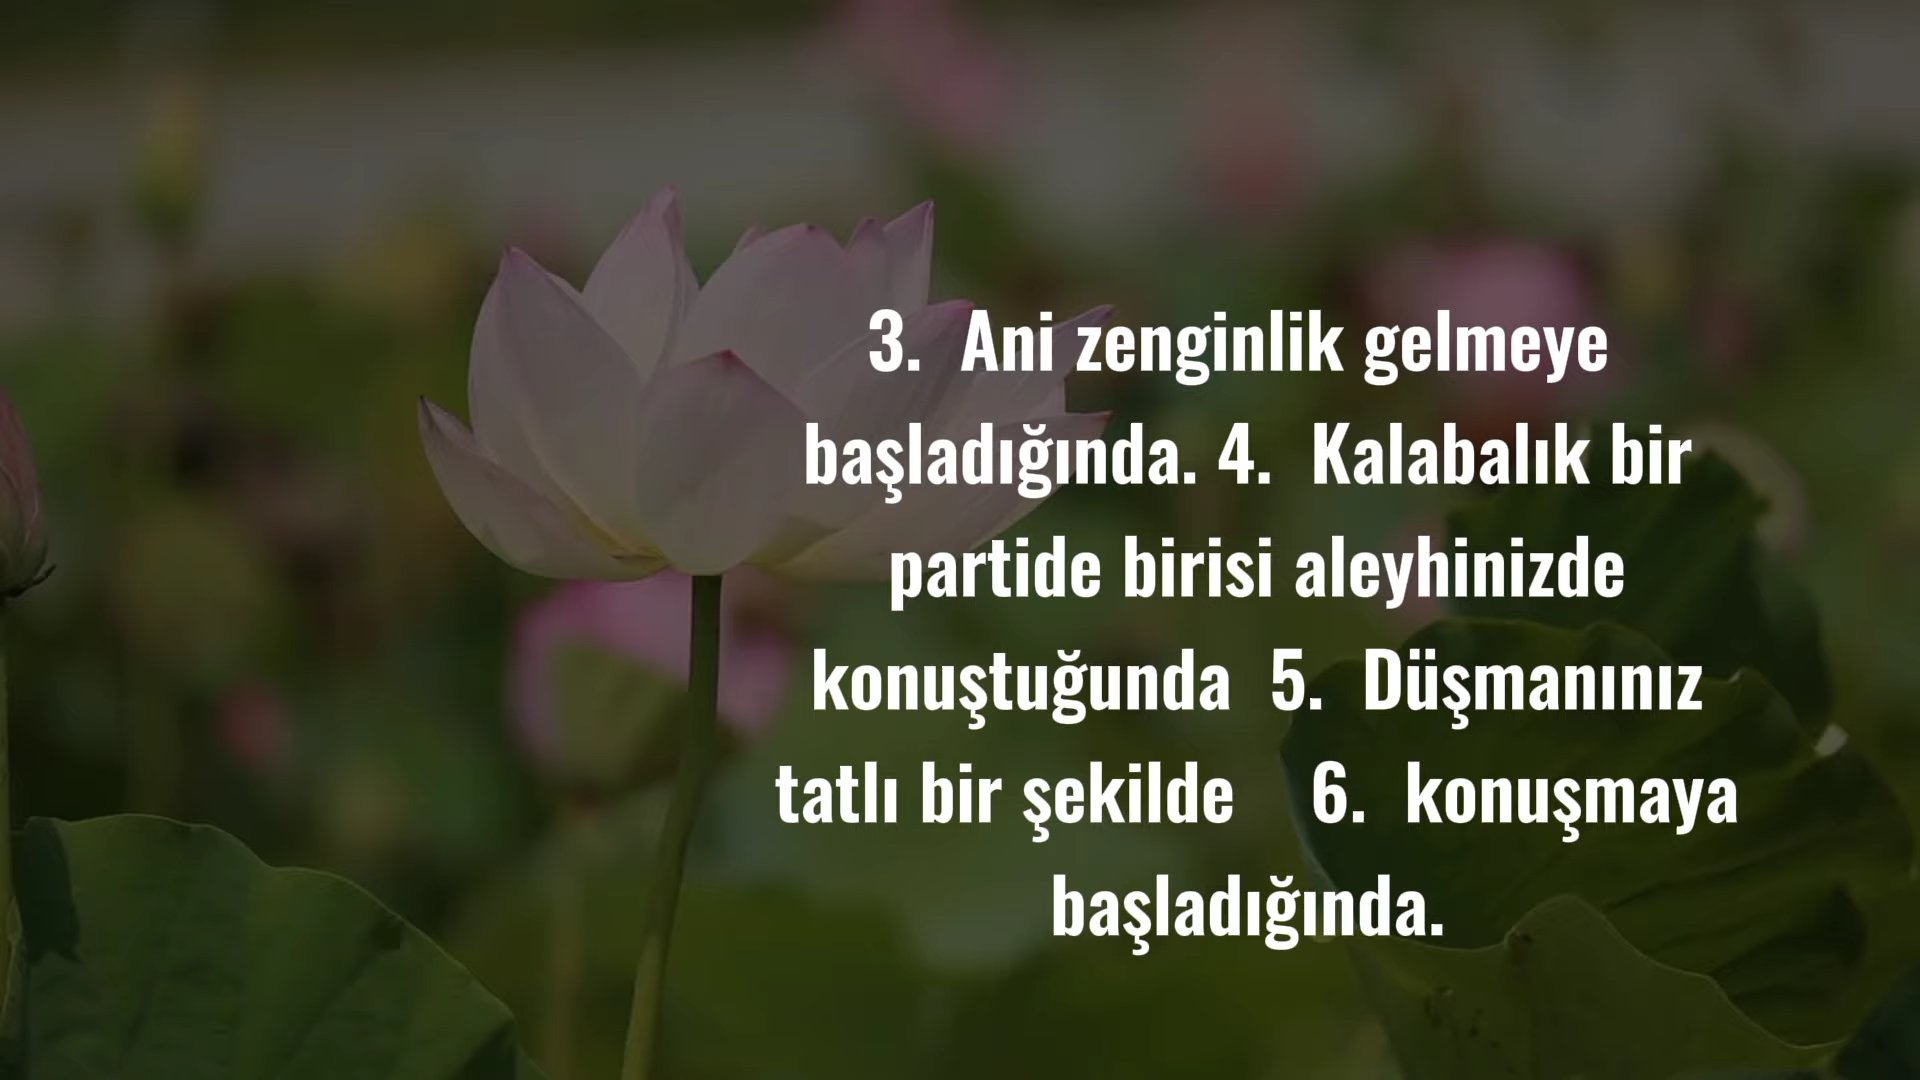 3. Ani zenginlik gelmeye
başladığında. 4. Kalabalık bir
partide birisi aleyhinizde
konuştuğunda 5. Düşmanınız
tatlı bir şekilde 6. konuşmaya
başladığında.